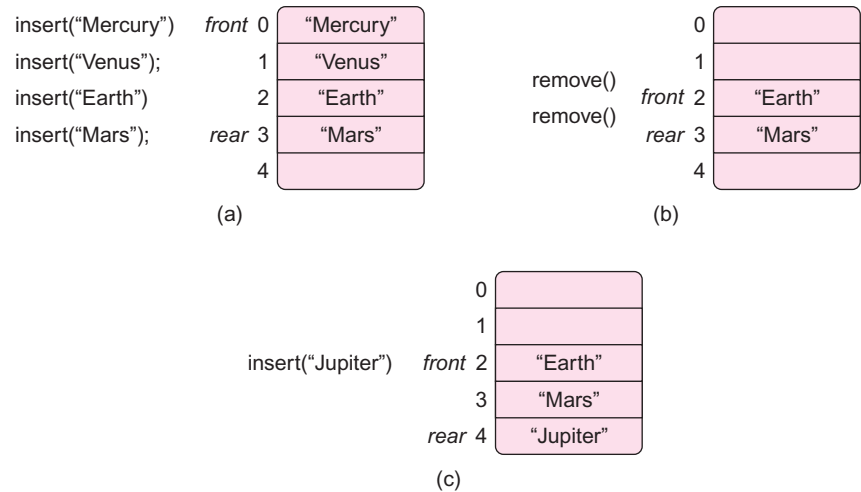 insert(“Mercury”) front 0 “Mercury”
insert(“Venus”); 1 “Venus”
insert(“Earth”) 2 “Earth”
insert(“Mars”); rear 3 “Mars”
4
(a)
0
1
remove()
front 2 “Earth”
remove()
rear 3 “Mars”
4
(b)
0
1
insert(“Jupiter”) front 2 “Earth”
3 “Mars”
rear 4 “Jupiter”
(c)